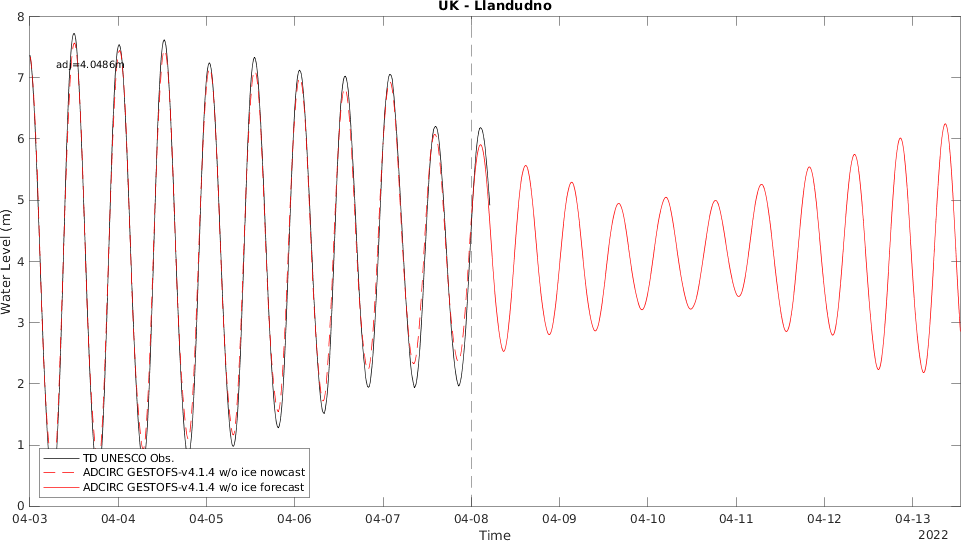 UK - Llandudno
8
7
6
5
4
3
2
1
0
Water Level (m)
adj=4.0486m
TD UNESCO Obs.
ADCIRC GESTOFS-v4.1.4 w/o ice nowcast
ADCIRC GESTOFS-v4.1.4 w/o ice forecast
04-03 04-04 04-05 04-06 04-07 04-08 04-09 04-10 04-11 04-12 04-13
Time
2022